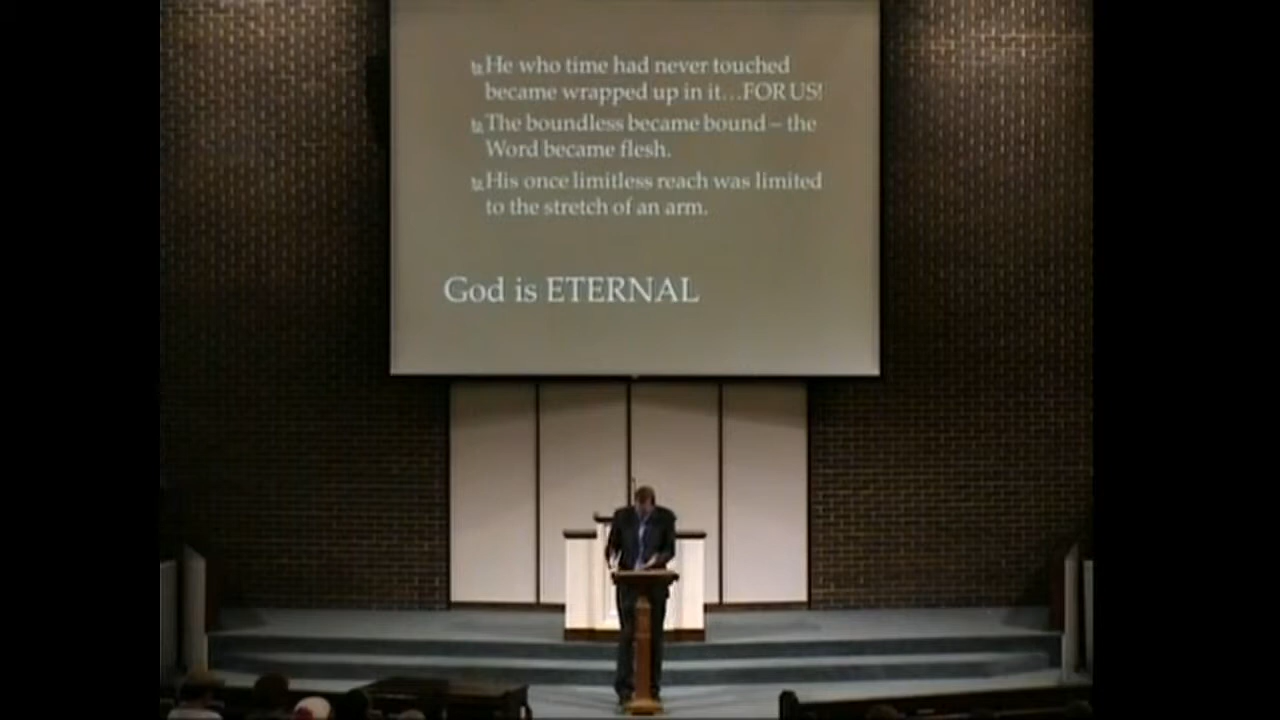 He who time had never touched
became wrapped up in it...FOR US!
The boundless became bound – the
Word became flesh.
His once limitless reach was limited
to the stretch of an arm.
God is ETERNAL